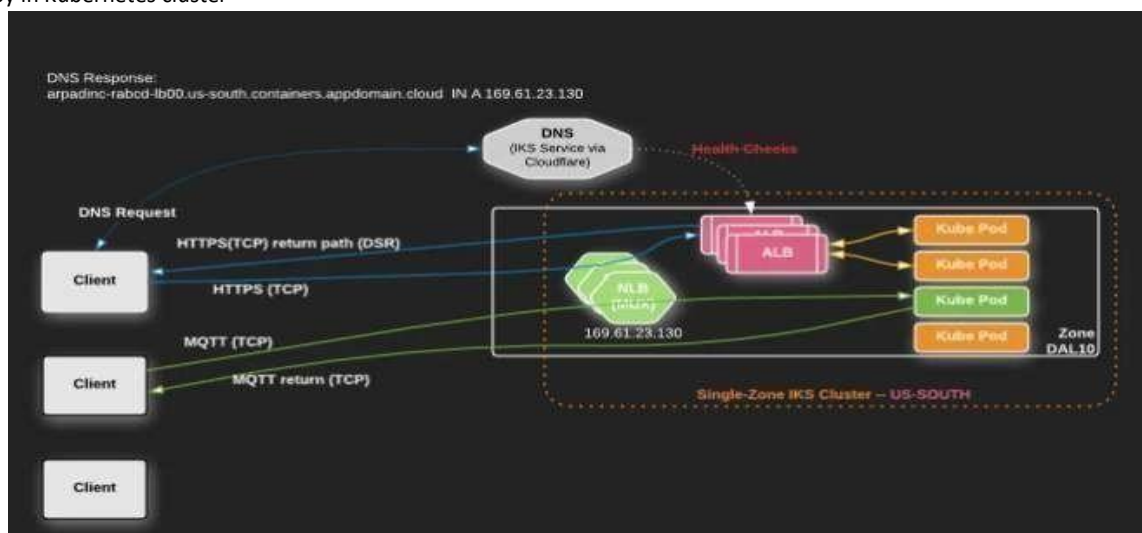 y in Kubernetes cluster
DNS Response:
arpadinc-rabcd-lb00.us-south.containers.appdomain.cloud IN A 169.61.23.130
DNS
(IKS Service via
Cloudflare)
Health Checks
DNS Request
HTTPS(TCP) return path (DSR)
Client
HTTPS (TCP)
ALB
Kube Pod
Kube Pod
NLB
(MUX)
169.61.23.130
Kube Pod
Kube Pod
Zone
DAL10
MQTT (TCP)
Client
MQTT return (TCP)
Single-Zone IKS Cluster – US-SOUTH
Client